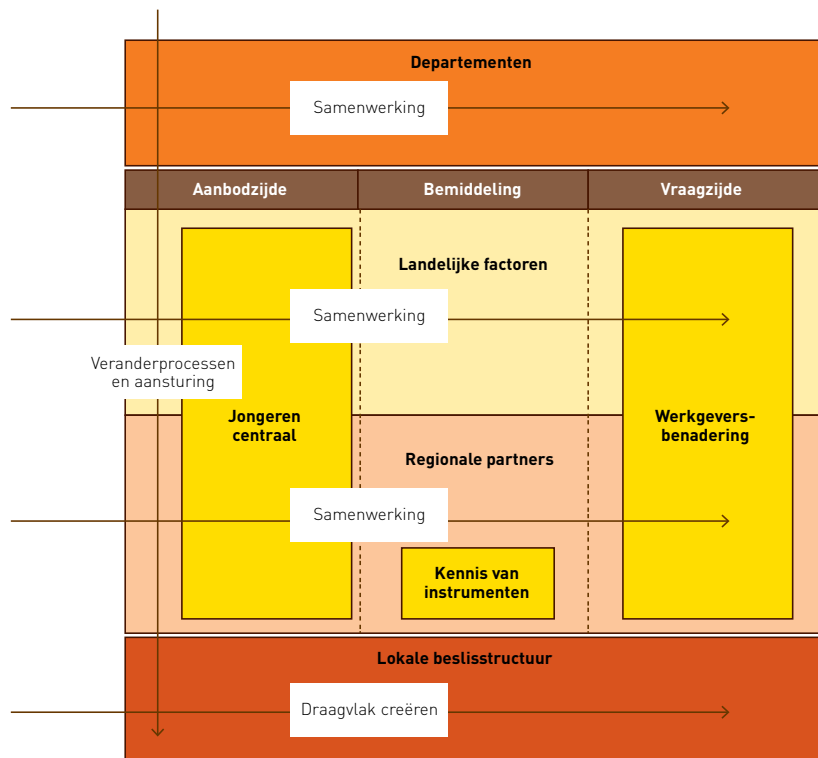 Departementen
Samenwerking
Aanbodzijde
Bemiddeling
Vraagzijde
Landelijke factoren
Samenwerking
Veranderprocessen
en aansturing
Jongeren
centraal
Werkgevers-
benadering
Regionale partners
Samenwerking
Kennis van
instrumenten
Lokale beslisstructuur
Draagvlak creëren